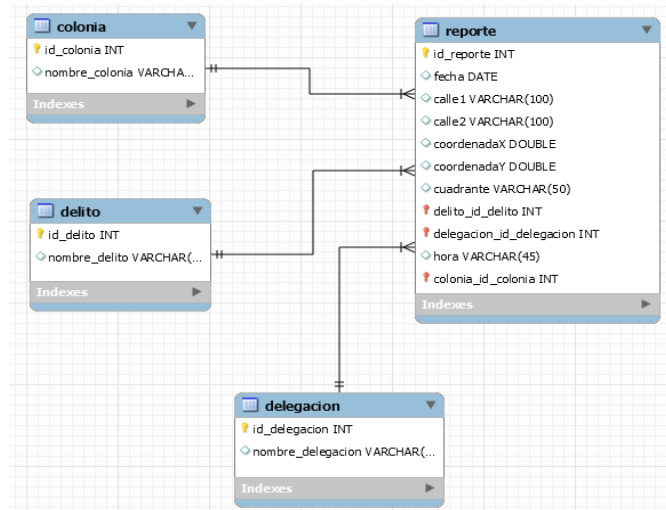 colonia
id_colonia INT
nombre_colonia VARCHA...
Indexes
delito
id_delito INT
nombre_delito VARCHAR(...
Indexes
delegacion
id_delegacion INT
nombre_delegacion VARCHAR(...
Indexes
reporte
id_reporte INT
fecha DATE
calle1 VARCHAR(100)
calle2 VARCHAR(100)
coordenadaX DOUBLE
coordenadaY DOUBLE
cuadrante VARCHAR(50)
delito_id_delito INT
delegacion_id_delegacion INT
hora VARCHAR(45)
colonia_id_colonia INT
Indexes